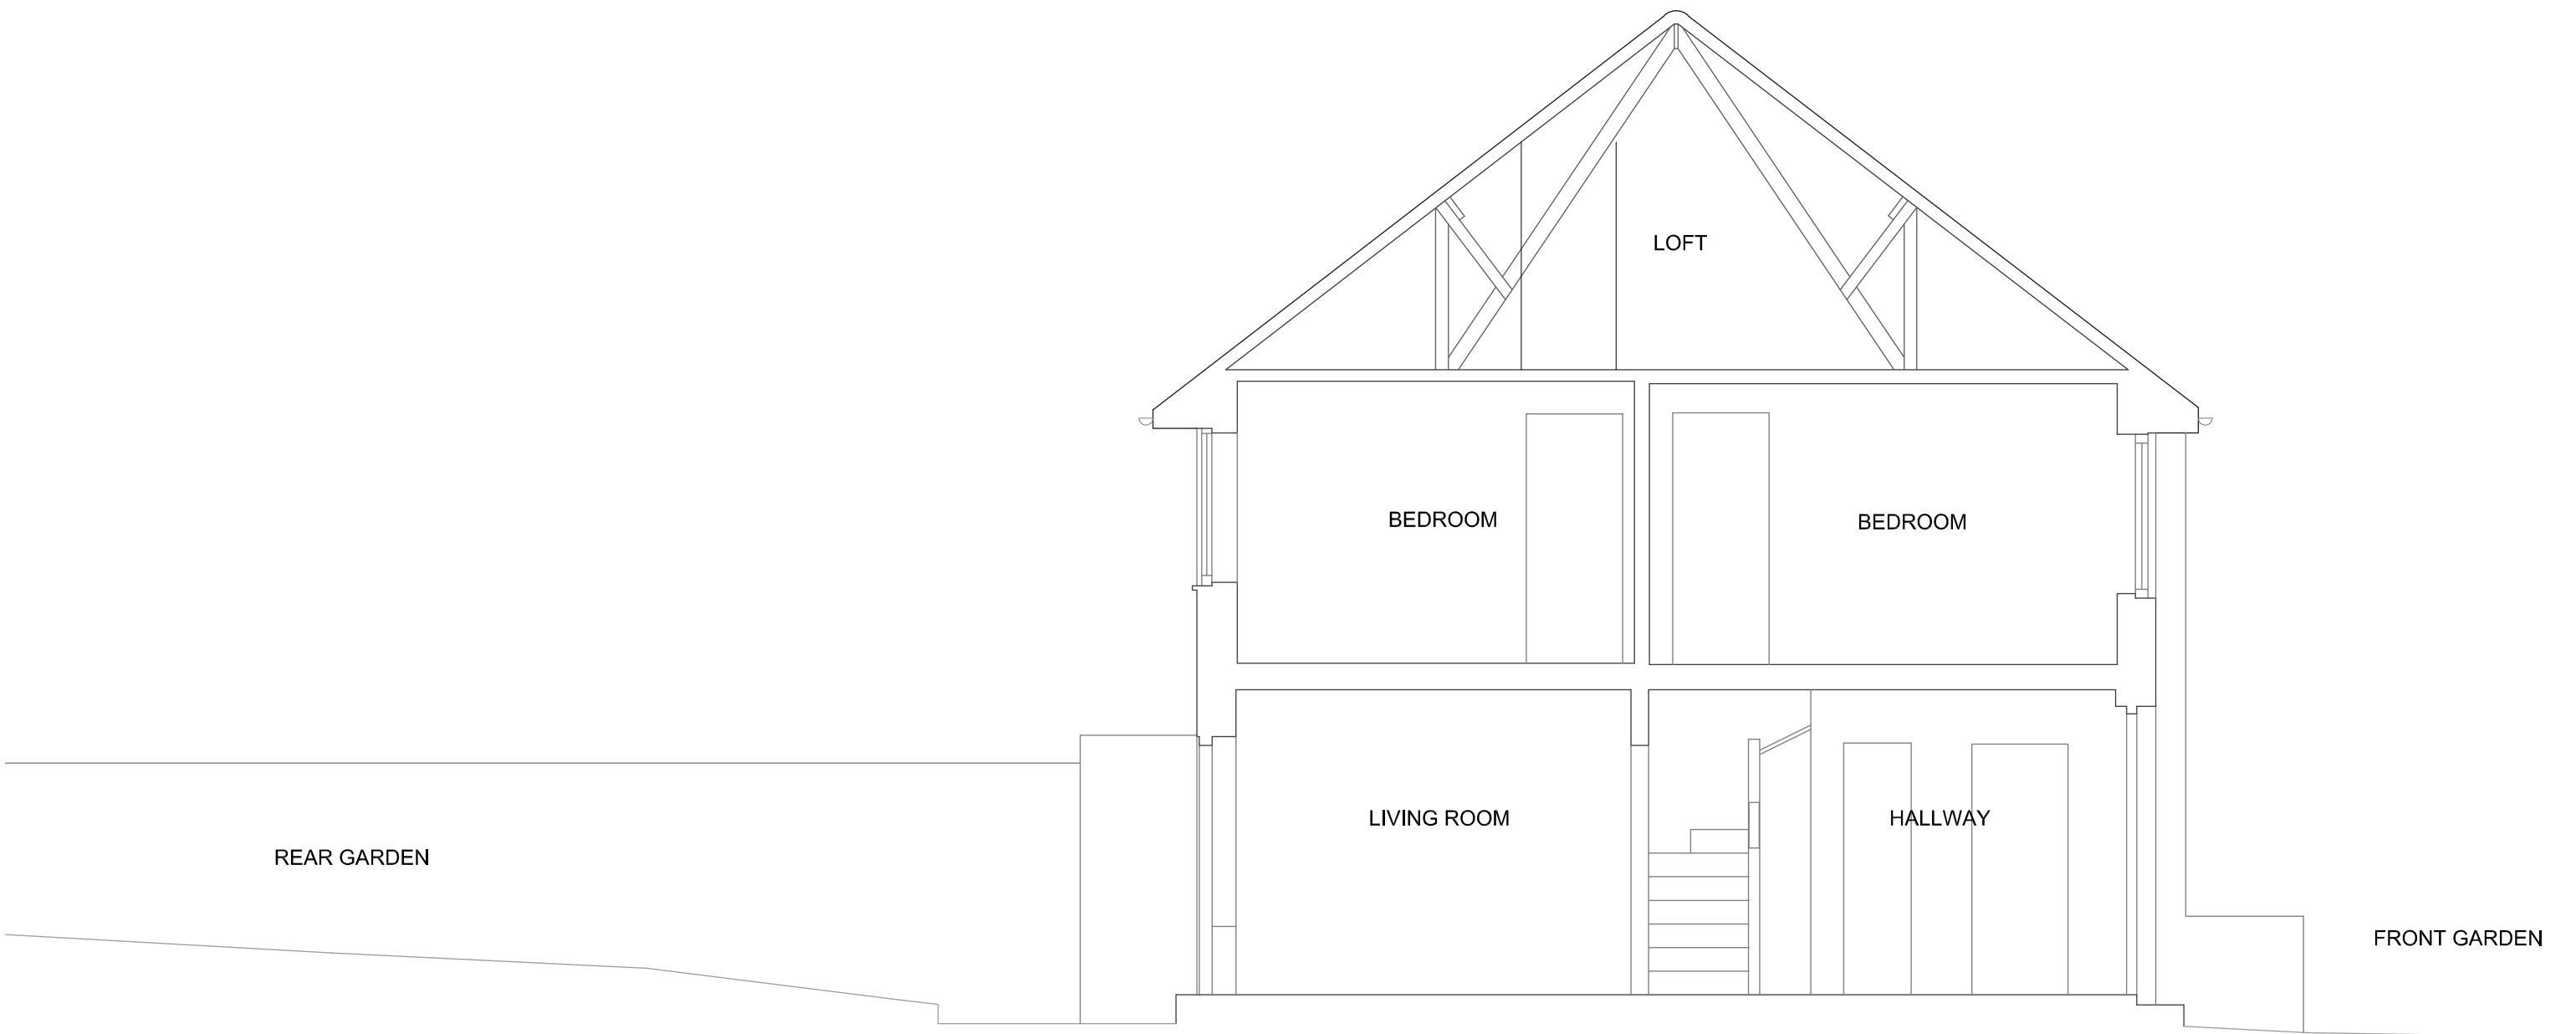 LOFT
BEDROOM
BEDROOM
LIVING ROOM
HALLWAY
REAR GARDEN
FRONT GARDEN